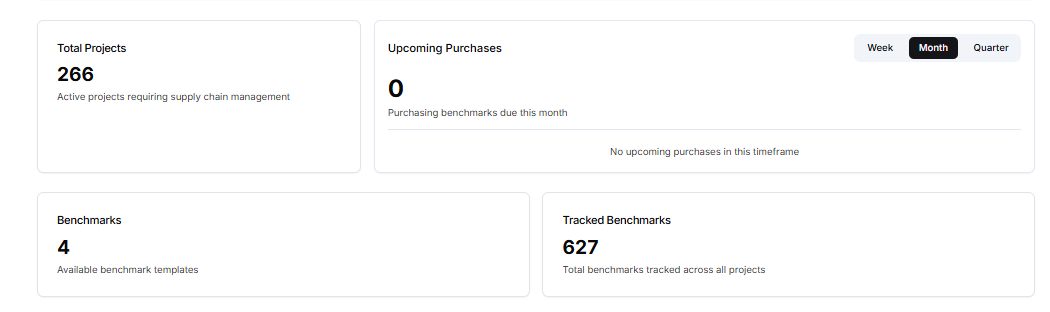 Total Projects
266
Active projects requiring supply chain management
Upcoming Purchases
Week Month Quarter
0
Purchasing benchmarks due this month
No upcoming purchases in this timeframe
Benchmarks
4
Available benchmark templates
Tracked Benchmarks
627
Total benchmarks tracked across all projects